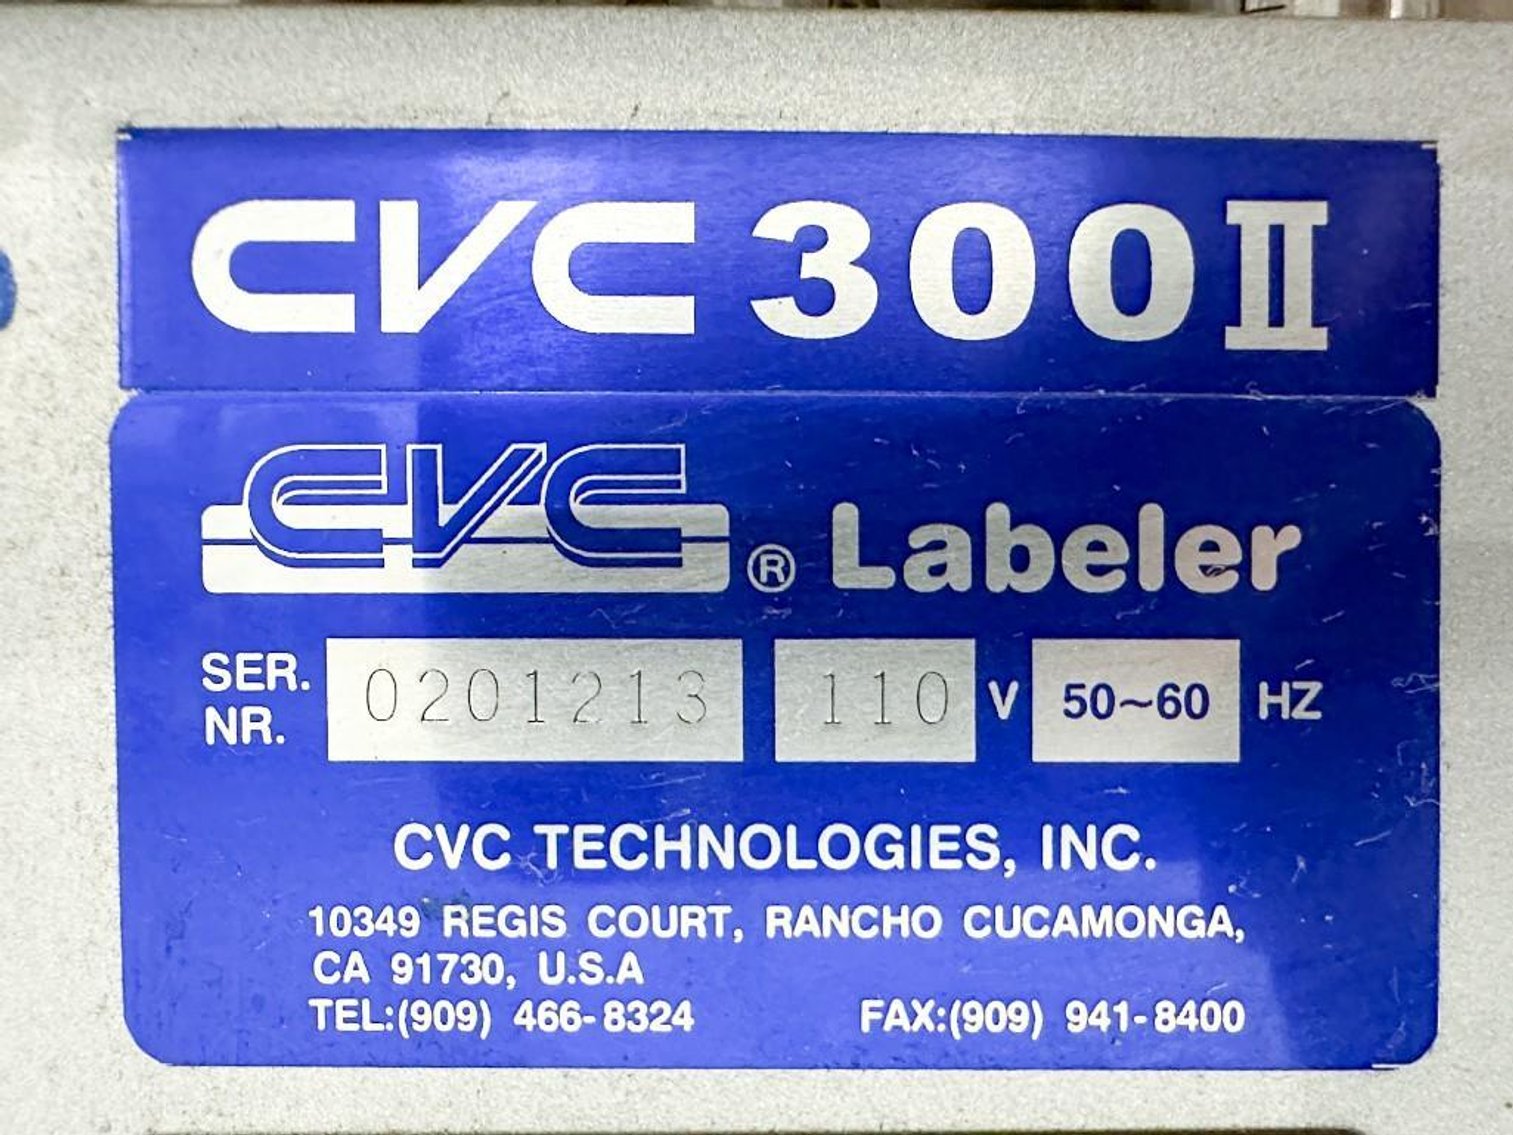 CVC 300 II
CVC ® Labeler
SER. NR. 0201213 110 V 50~60 HZ
CVC TECHNOLOGIES, INC.
10349 REGIS COURT, RANCHO CUCAMONGA,
CA 91730, U.S.A
TEL:(909) 466-8324 FAX:(909) 941-8400